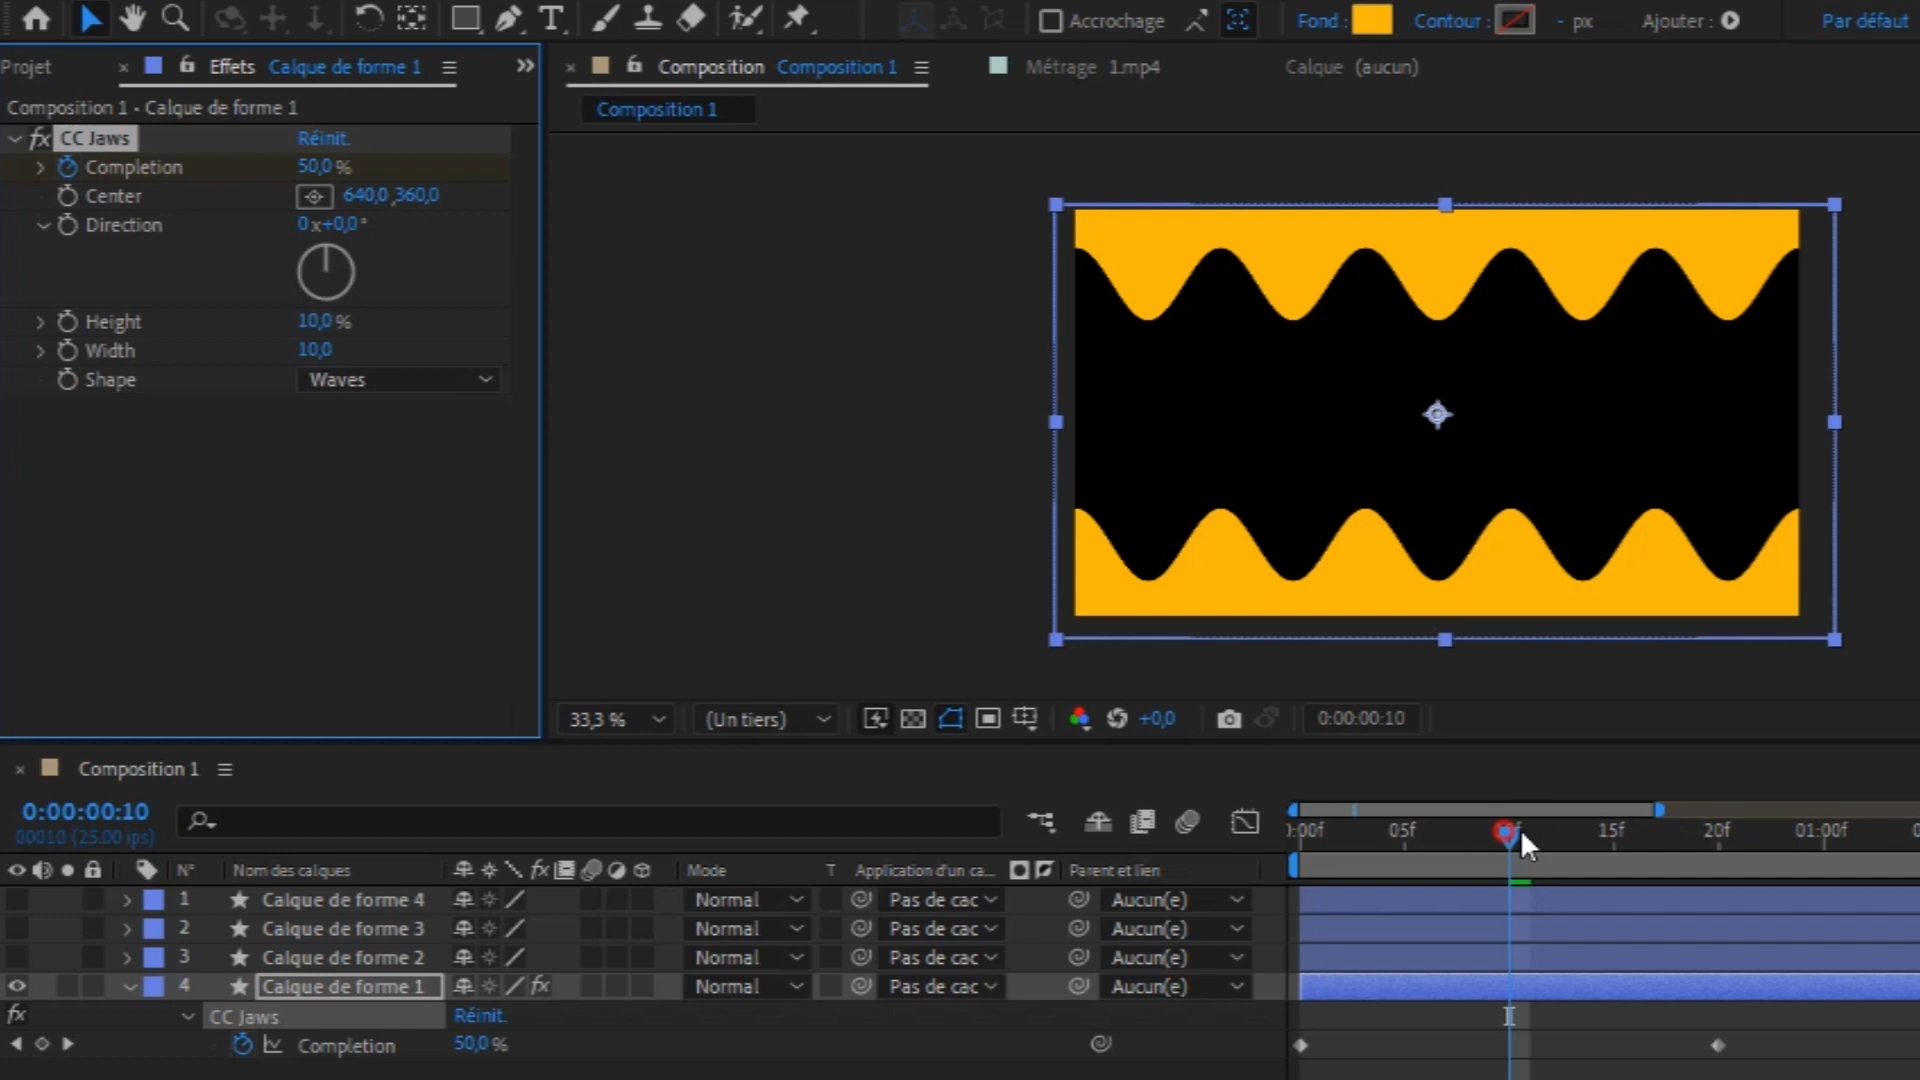 Accrochage
Fond :
Contour :
- px
Ajouter :
Par défaut
Projet
Effets Calque de forme 1
Composition Composition 1
Métrage 1.mp4
Calque (aucun)
Composition 1 • Calque de forme 1
Composition 1
fx CC Jaws Réinit.
Completion 50,0 %
Center 640,0 ,360,0
Direction 0 x+0,0 °
Height 10,0 %
Width 10,0
Shape Waves
33,3 %
(Un tiers)
+0,0
0:00:00:10
Composition 1
0:00:00:10
00010 (25.00 ips)
05f 15f 20f 01:00f
N° Nom des calques fx Mode T Application d'un ca... Parent et lien
1 Calque de forme 4 Normal Pas de cac Aucun(e)
2 Calque de forme 3 Normal Pas de cac Aucun(e)
3 Calque de forme 2 Normal Pas de cac Aucun(e)
4 Calque de forme 1 fx Normal Pas de cac Aucun(e)
fx CC Jaws Réinit.
Completion 50,0 %